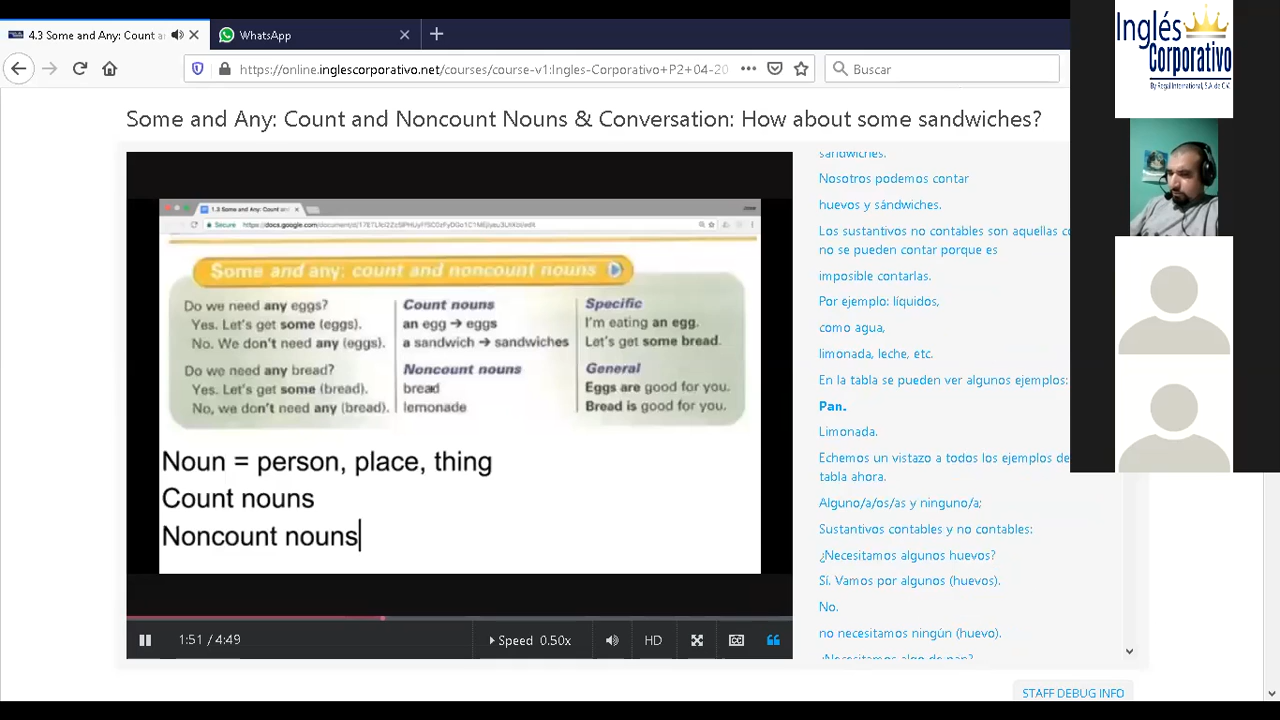 4.3 Some and Any: Count a
WhatsApp
https://online.inglescorporativo.net/courses/course-v1:Ingles-Corporativo+P2+04-20
Buscar
Inglés
Corporativo
By Regal International, S.A. de C.V.
Some and Any: Count and Noncount Nouns & Conversation: How about some sandwiches?
Some and any: count and noncount nouns
Do we need any eggs?
Yes. Let's get some (eggs).
No. We don't need any (eggs).
Do we need any bread?
Yes. Let's get some (bread).
No, we don't need any (bread).
Count nouns
an egg → eggs
a sandwich → sandwiches
Noncount nouns
bread
lemonade
Specific
I'm eating an egg.
Let's get some bread.
General
Eggs are good for you.
Bread is good for you.
Noun = person, place, thing
Count nouns
Noncount nouns
1:51 / 4:49
Speed 0.50x
HD
sándwiches.
Nosotros podemos contar
huevos y sándwiches.
Los sustantivos no contables son aquellas co
no se pueden contar porque es
imposible contarlas.
Por ejemplo: líquidos,
como agua,
limonada, leche, etc.
En la tabla se pueden ver algunos ejemplos:
Pan.
Limonada.
Echemos un vistazo a todos los ejemplos de
tabla ahora.
Alguno/a/os/as y ninguno/a;
Sustantivos contables y no contables:
¿Necesitamos algunos huevos?
Sí. Vamos por algunos (huevos).
No.
no necesitamos ningún (huevo).
¿Necesitamos algo de pan?
STAFF DEBUG INFO